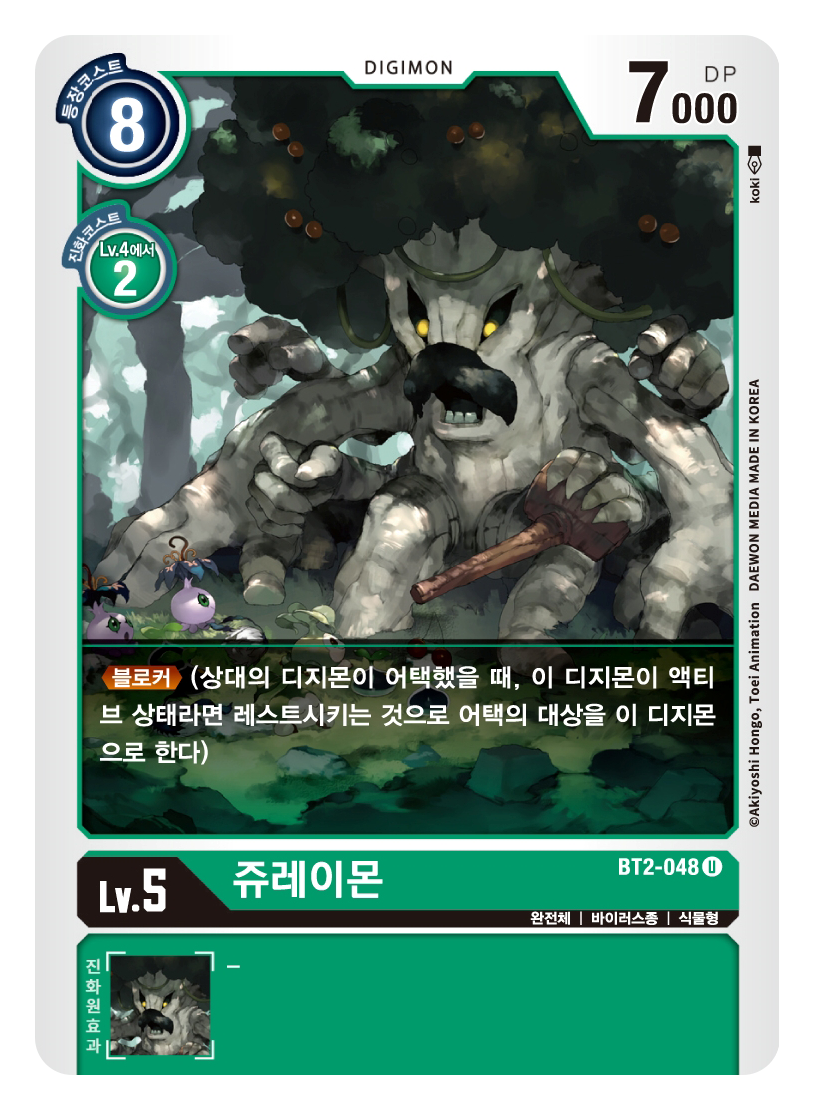 DIGIMON
등장코스트
8
7000
DP
진화코스트
Lv.4에서
2
koki
블로커 (상대의 디지몬이 어택했을 때, 이 디지몬이 액티
브 상태라면 레스트시키는 것으로 어택의 대상을 이 디지몬
으로 한다)
©Akiyoshi Hongo, Toei Animation DAEWON MEDIA MADE IN KOREA
Lv.5
쥬레이몬
BT2-048 U
완전체 | 바이러스종 | 식물형
진화원효과
–